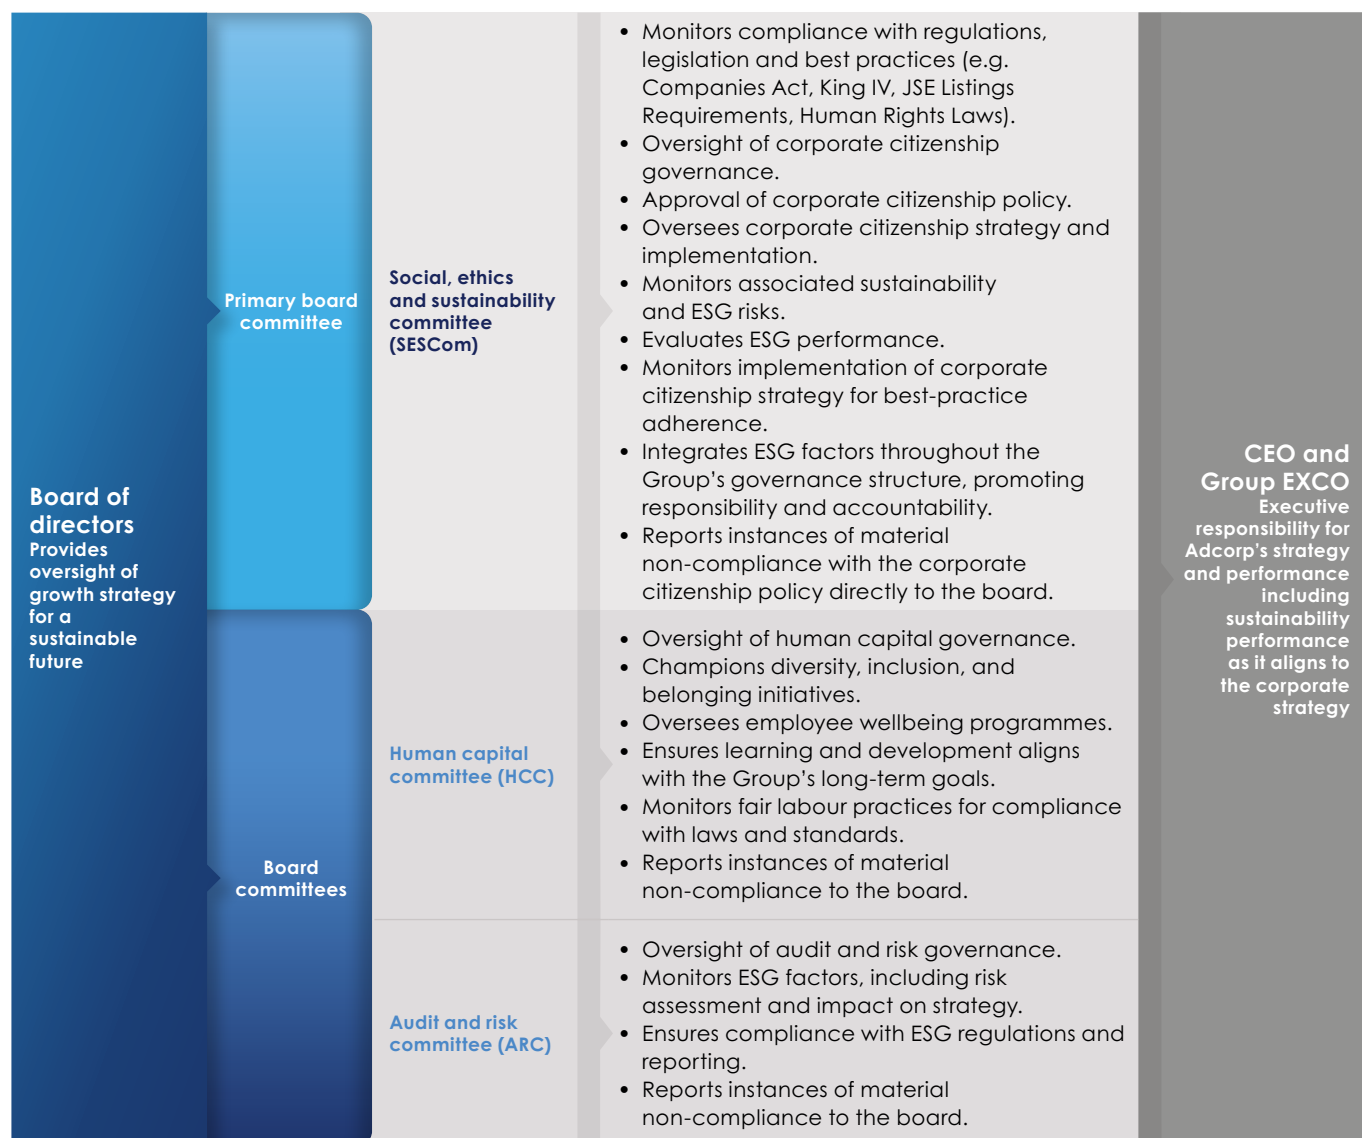 Board of
directors
Provides
oversight of
growth strategy
for a
sustainable
future
Primary board
committee
Social, ethics
and sustainability
committee
(SESCom)
• Monitors compliance with regulations,
legislation and best practices (e.g.
Companies Act, King IV, JSE Listings
Requirements, Human Rights Laws).
• Oversight of corporate citizenship
governance.
• Approval of corporate citizenship policy.
• Oversees corporate citizenship strategy and
implementation.
• Monitors associated sustainability
and ESG risks.
• Evaluates ESG performance.
• Monitors implementation of corporate
citizenship strategy for best-practice
adherence.
• Integrates ESG factors throughout the
Group’s governance structure, promoting
responsibility and accountability.
• Reports instances of material
non-compliance with the corporate
citizenship policy directly to the board.
Board
committees
Human capital
committee (HCC)
• Oversight of human capital governance.
• Champions diversity, inclusion, and
belonging initiatives.
• Oversees employee wellbeing programmes.
• Ensures learning and development aligns
with the Group’s long-term goals.
• Monitors fair labour practices for compliance
with laws and standards.
• Reports instances of material
non-compliance to the board.
Audit and risk
committee (ARC)
• Oversight of audit and risk governance.
• Monitors ESG factors, including risk
assessment and impact on strategy.
• Ensures compliance with ESG regulations and
reporting.
• Reports instances of material
non-compliance to the board.
CEO and
Group EXCO
Executive
responsibility for
Adcorp’s strategy
and performance
including
sustainability
performance
as it aligns to
the corporate
strategy